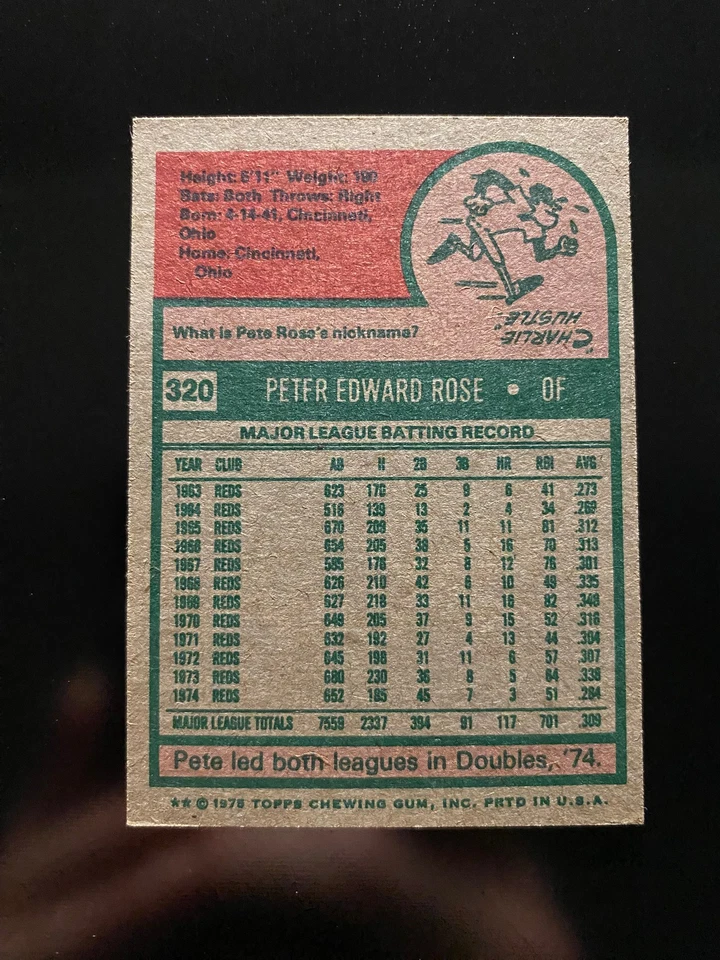 Height: 5'11" Weight: 190
Bats: Both Throws: Right
Born: 4-14-41, Cincinnati,
Ohio
Home: Cincinnati,
Ohio
What is Pete Rose's nickname?
"CHARLIE
HUSTLE"
320 PETER EDWARD ROSE • OF
MAJOR LEAGUE BATTING RECORD
YEAR CLUB AB H 2B 3B HR RBI AVG
1963 REDS 623 170 25 9 6 41 .273
1964 REDS 516 139 13 2 4 34 .269
1965 REDS 670 209 35 11 11 81 .312
1966 REDS 654 205 38 5 16 70 .313
1967 REDS 585 176 32 8 12 76 .301
1968 REDS 626 210 42 6 10 49 .335
1969 REDS 627 218 33 11 16 82 .348
1970 REDS 649 205 37 9 15 52 .316
1971 REDS 632 192 27 4 13 44 .304
1972 REDS 645 198 31 11 6 57 .307
1973 REDS 680 230 36 8 5 64 .338
1974 REDS 652 185 45 7 3 51 .284
MAJOR LEAGUE TOTALS 7559 2337 394 91 117 701 .309
Pete led both leagues in Doubles, '74.
** © 1975 TOPPS CHEWING GUM, INC. PRTD IN U.S.A.